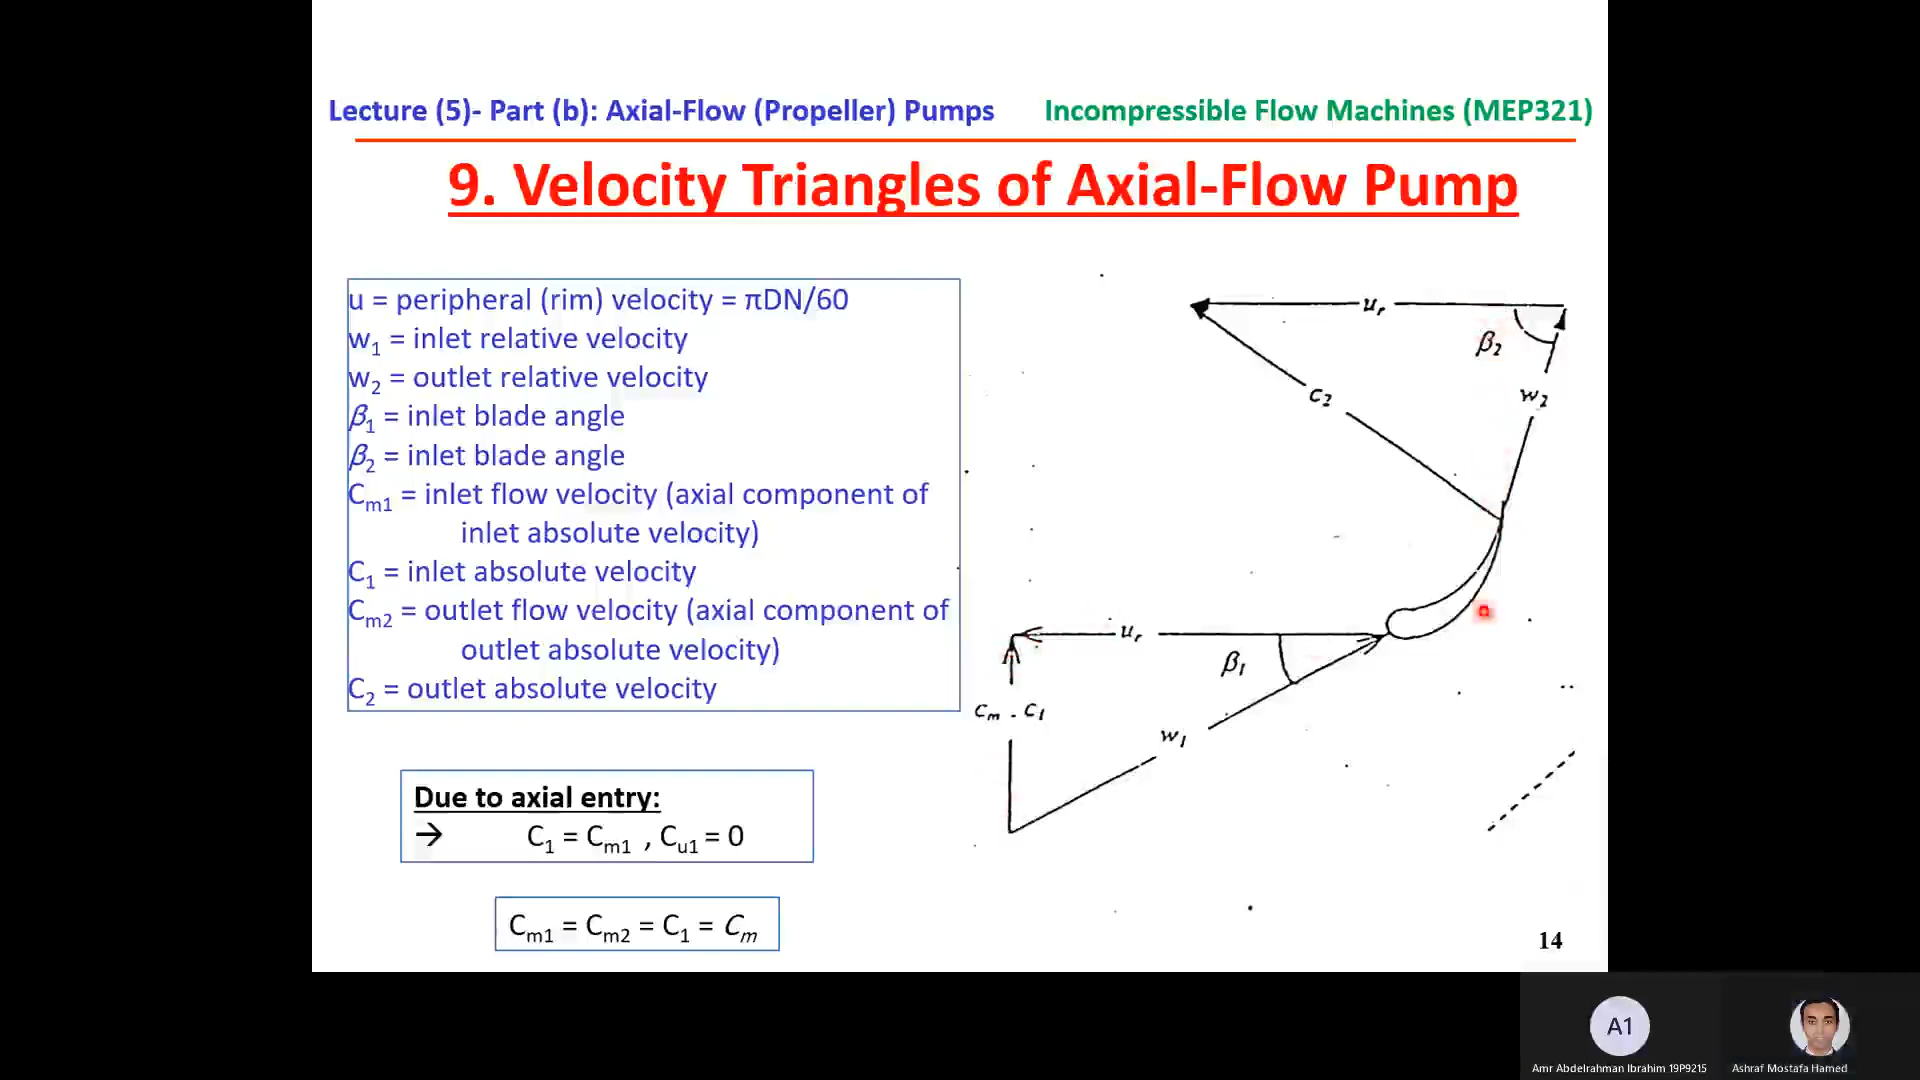 Lecture (5)- Part (b): Axial-Flow (Propeller) Pumps
Incompressible Flow Machines (MEP321)
9. Velocity Triangles of Axial-Flow Pump
u = peripheral (rim) velocity = πDN/60
w₁ = inlet relative velocity
w₂ = outlet relative velocity
β₁ = inlet blade angle
β₂ = inlet blade angle
Cm1 = inlet flow velocity (axial component of
inlet absolute velocity)
C₁ = inlet absolute velocity
Cm2 = outlet flow velocity (axial component of
outlet absolute velocity)
C₂ = outlet absolute velocity
Due to axial entry:
→ C₁ = Cm1 , Cu1 = 0
Cm1 = Cm2 = C₁ = Cm
uᵣ
β₂
c₂
w₂
uᵣ
β₁
Cm - C₁
w₁
14
A1
Amr Abdelrahman Ibrahim 19P9215
Ashraf Mostafa Hamed